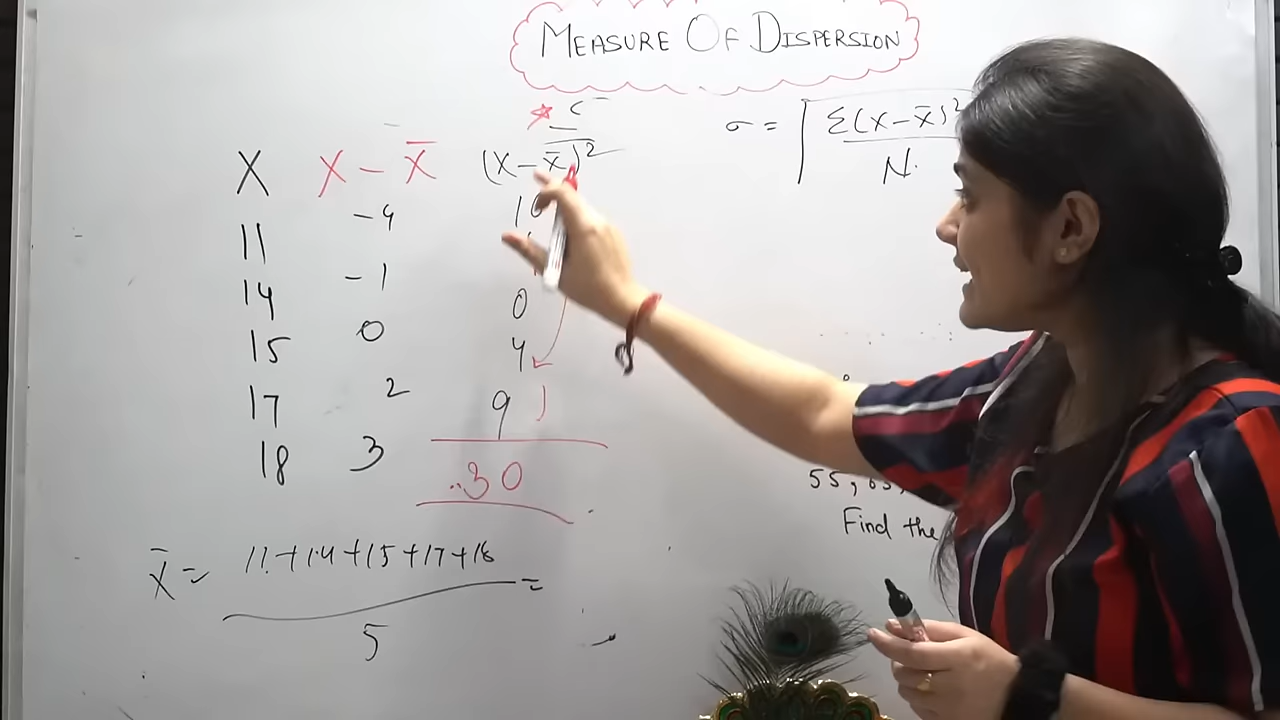 MEASURE OF DISPERSION
σ = √ Σ(X-X̄)²
N.
X X - X̄ (X-X̄)²
11 -4
14 -1
15 0 0
17 2 4
18 3 9
30
X̄ = 11+14+15+17+18 =
5
55,
Find the